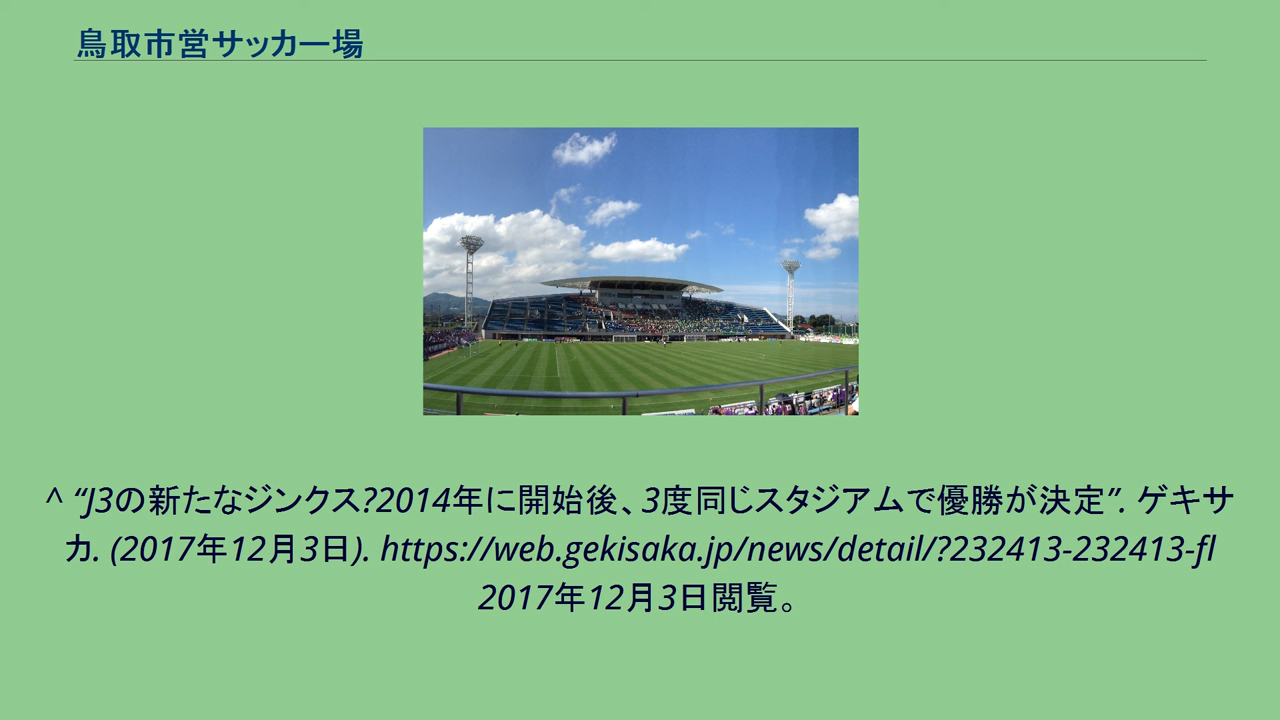 鳥取市営サッカー場
^ “J3の新たなジンクス?2014年に開始後、3度同じスタジアムで優勝が決定”. ゲキサ
カ. (2017年12月3日). https://web.gekisaka.jp/news/detail/?232413-232413-fl
2017年12月3日閲覧。